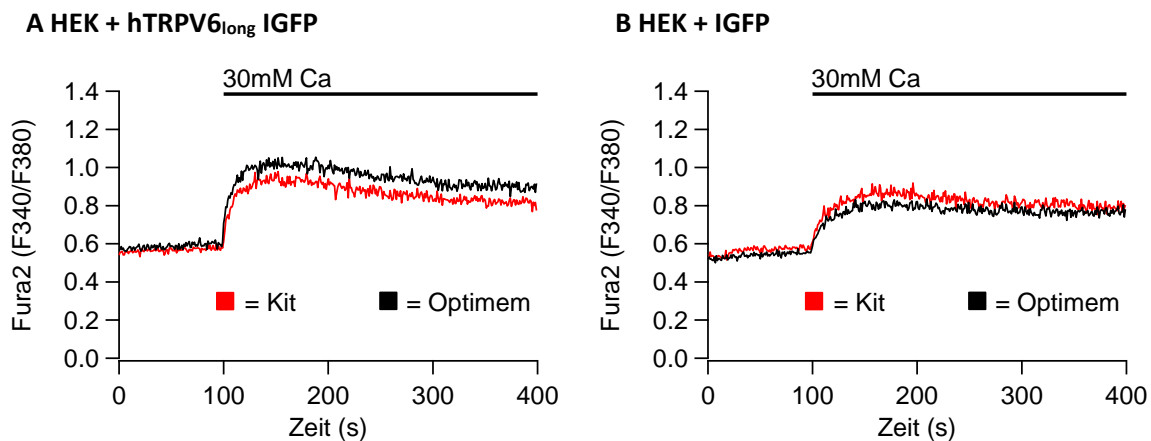 A HEK + hTRPV6long IGFP
30mM Ca
1.4
1.2
1.0
0.8
0.6
0.4
0.2
0.0
Fura2 (F340/F380)
= Kit
= Optimem
0 100 200 300 400
Zeit (s)
B HEK + IGFP
30mM Ca
1.4
1.2
1.0
0.8
0.6
0.4
0.2
0.0
Fura2 (F340/F380)
= Kit
= Optimem
0 100 200 300 400
Zeit (s)